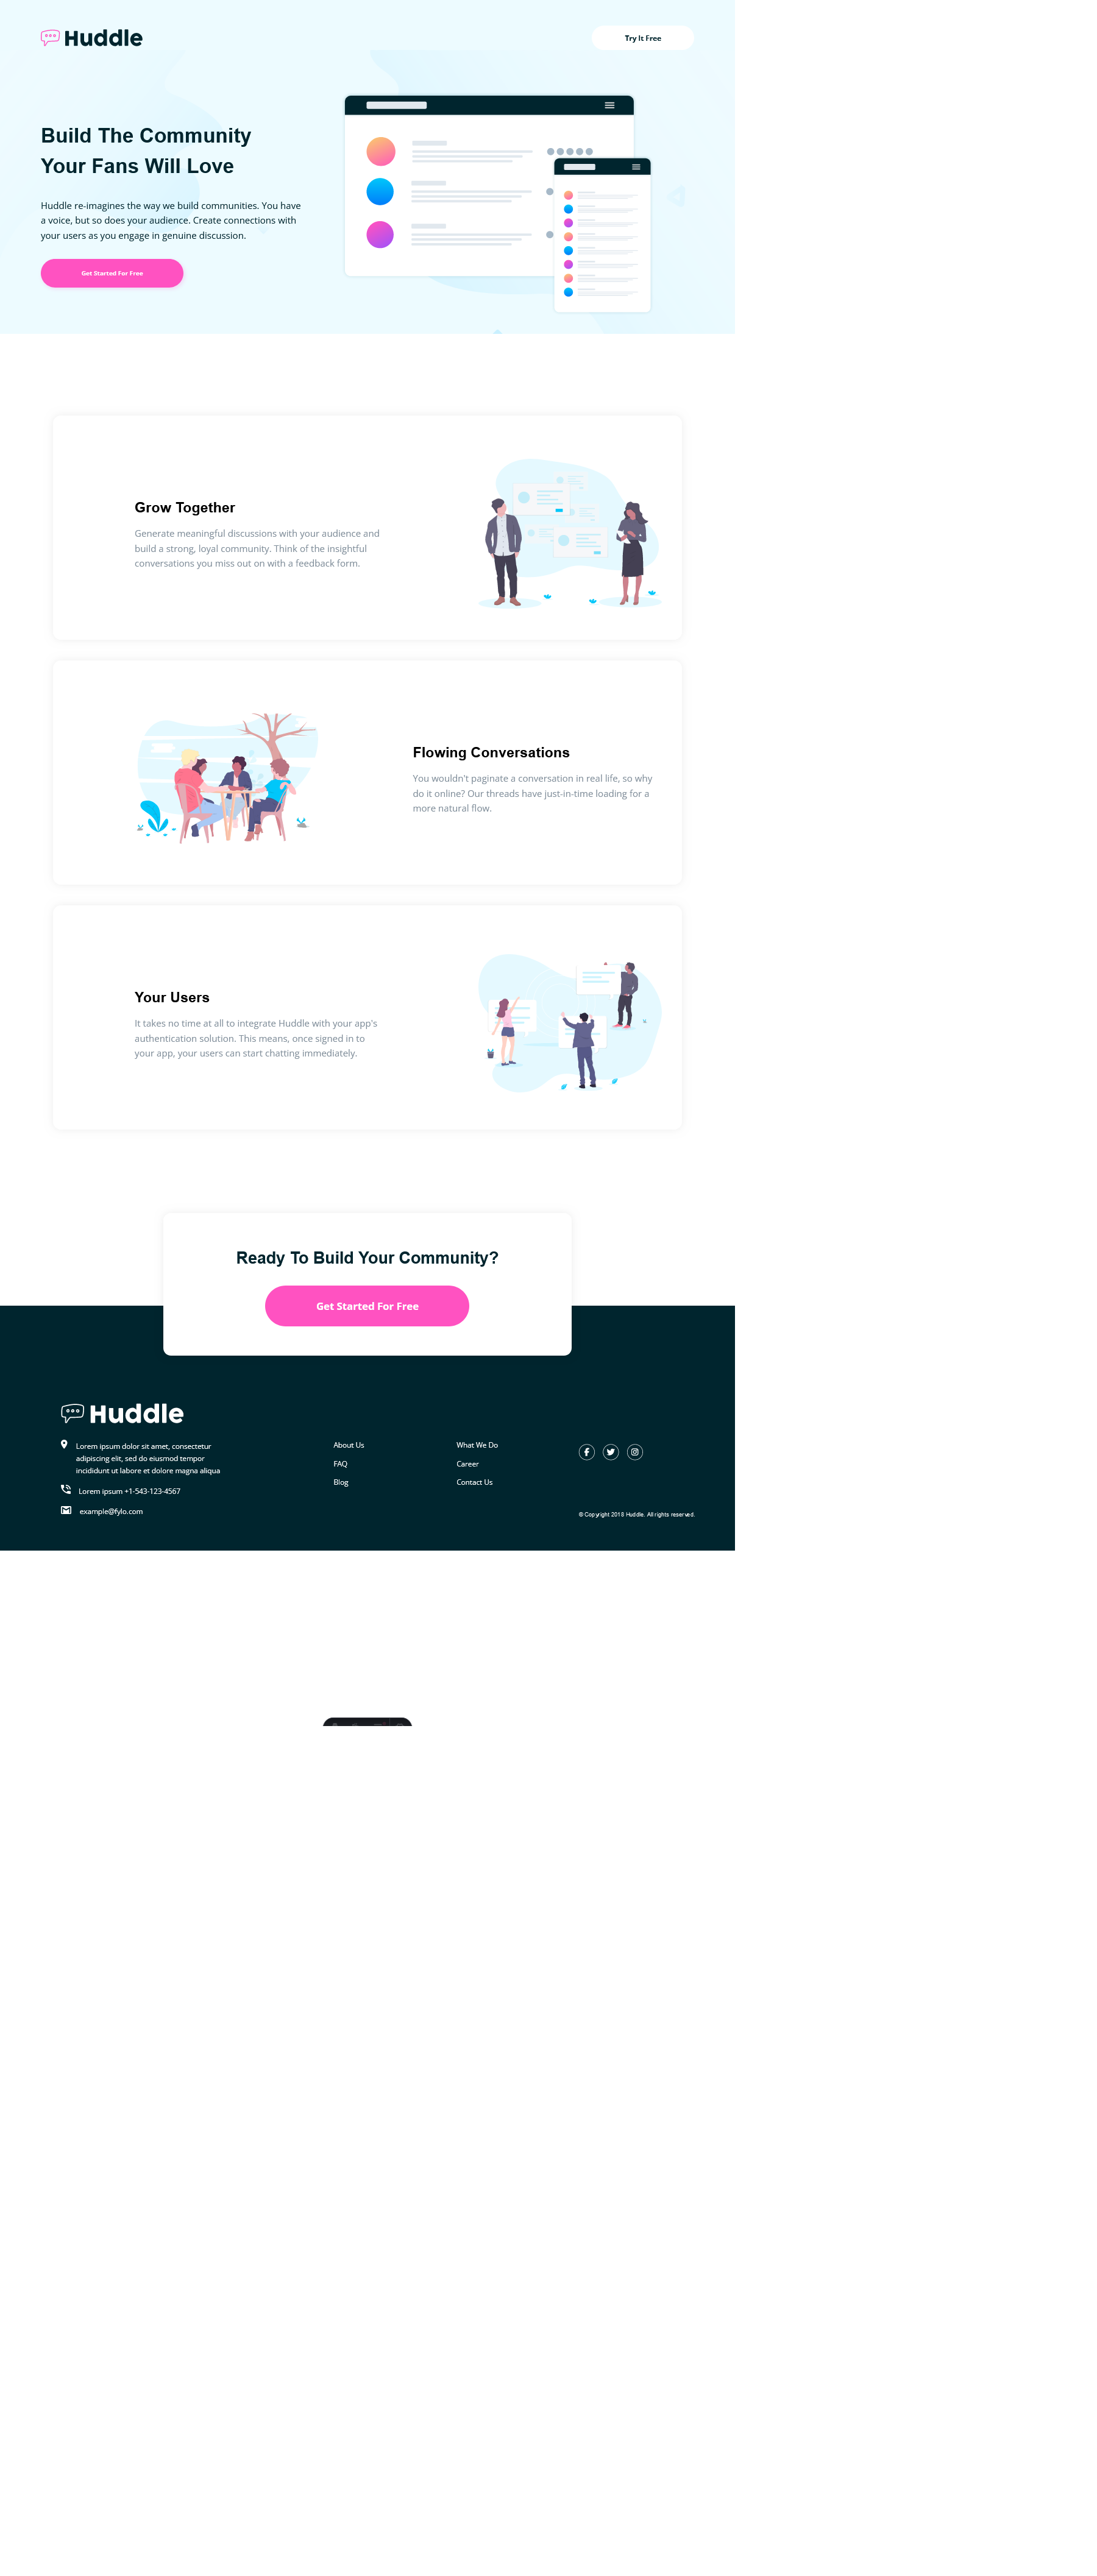 Huddle
Try It Free
Build The Community
Your Fans Will Love
Huddle re-imagines the way we build communities. You have
a voice, but so does your audience. Create connections with
your users as you engage in genuine discussion.
Get Started For Free
Grow Together
Generate meaningful discussions with your audience and
build a strong, loyal community. Think of the insightful
conversations you miss out on with a feedback form.
Flowing Conversations
You wouldn't paginate a conversation in real life, so why
do it online? Our threads have just-in-time loading for a
more natural flow.
Your Users
It takes no time at all to integrate Huddle with your app's
authentication solution. This means, once signed in to
your app, your users can start chatting immediately.
Ready To Build Your Community?
Get Started For Free
Huddle
Lorem ipsum dolor sit amet, consectetur
adipiscing elit, sed do eiusmod tempor
incididunt ut labore et dolore magna aliqua
Lorem ipsum +1-543-123-4567
example@fylo.com
About Us
FAQ
Blog
What We Do
Career
Contact Us
© Copyright 2018 Huddle. All rights reserved.